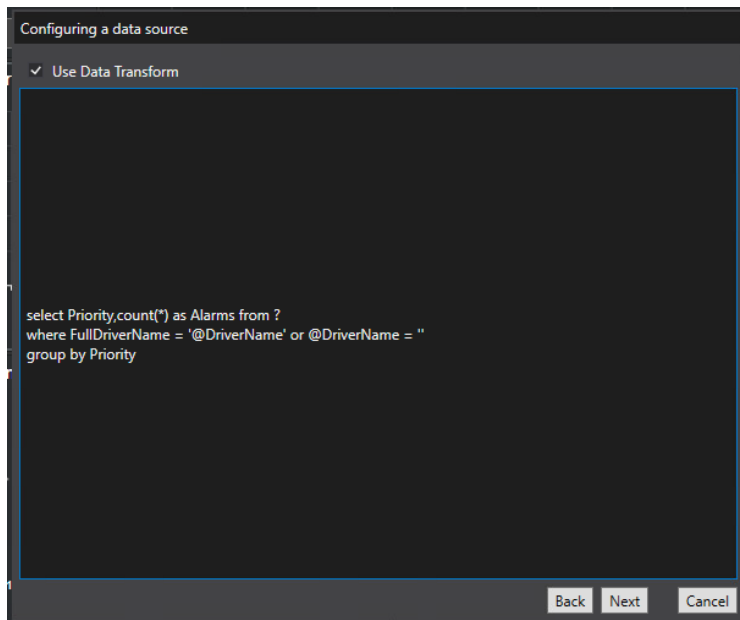 Configuring a data source
Use Data Transform
select Priority,count(*) as Alarms from ?
where FullDriverName = '@DriverName' or @DriverName = ''
group by Priority
Back Next Cancel